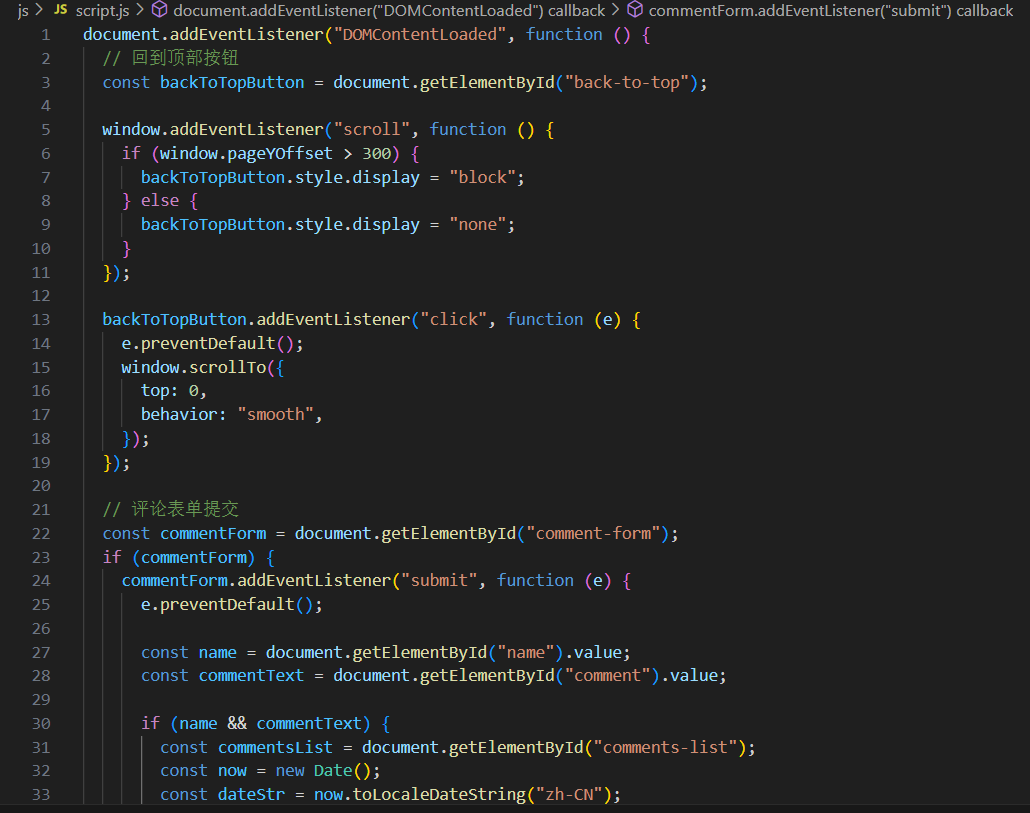 js > JS script.js > document.addEventListener("DOMContentLoaded") callback > commentForm.addEventListener("submit") callback
1 document.addEventListener("DOMContentLoaded", function () {
2 // 回到顶部按钮
3 const backToTopButton = document.getElementById("back-to-top");
4
5 window.addEventListener("scroll", function () {
6 if (window.pageYOffset > 300) {
7 backToTopButton.style.display = "block";
8 } else {
9 backToTopButton.style.display = "none";
10 }
11 });
12
13 backToTopButton.addEventListener("click", function (e) {
14 e.preventDefault();
15 window.scrollTo({
16 top: 0,
17 behavior: "smooth",
18 });
19 });
20
21 // 评论表单提交
22 const commentForm = document.getElementById("comment-form");
23 if (commentForm) {
24 commentForm.addEventListener("submit", function (e) {
25 e.preventDefault();
26
27 const name = document.getElementById("name").value;
28 const commentText = document.getElementById("comment").value;
29
30 if (name && commentText) {
31 const commentsList = document.getElementById("comments-list");
32 const now = new Date();
33 const dateStr = now.toLocaleDateString("zh-CN");